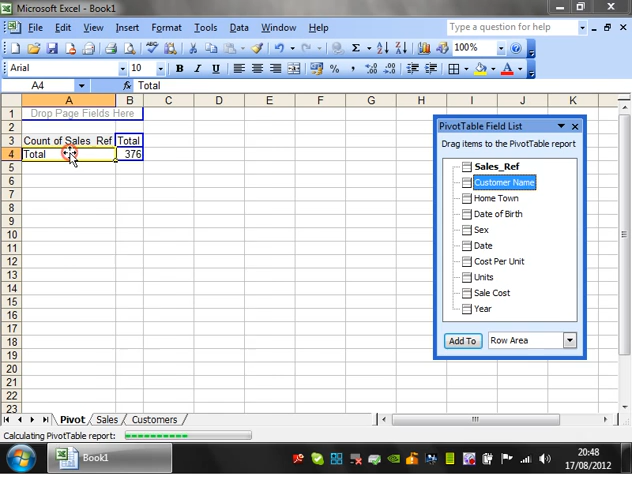 Microsoft Excel - Book1
File Edit View Insert Format Tools Data Window Help
Type a question for help
100%
Arial 10 B I U
A4 fx Total
A B C D E F G H J K
1 Drop Page Fields Here
2
3 Count of Sales_Ref Total
4 Total 376
5
6
7
8
9
10
11
12
13
14
15
16
17
18
19
20
21
22
23
PivotTable Field List
Drag items to the PivotTable report
Sales_Ref
Customer Name
Home Town
Date of Birth
Sex
Date
Cost Per Unit
Units
Sale Cost
Year
Add To Row Area
Pivot Sales Customers
Calculating PivotTable report:
Book1
20:48
17/08/2012